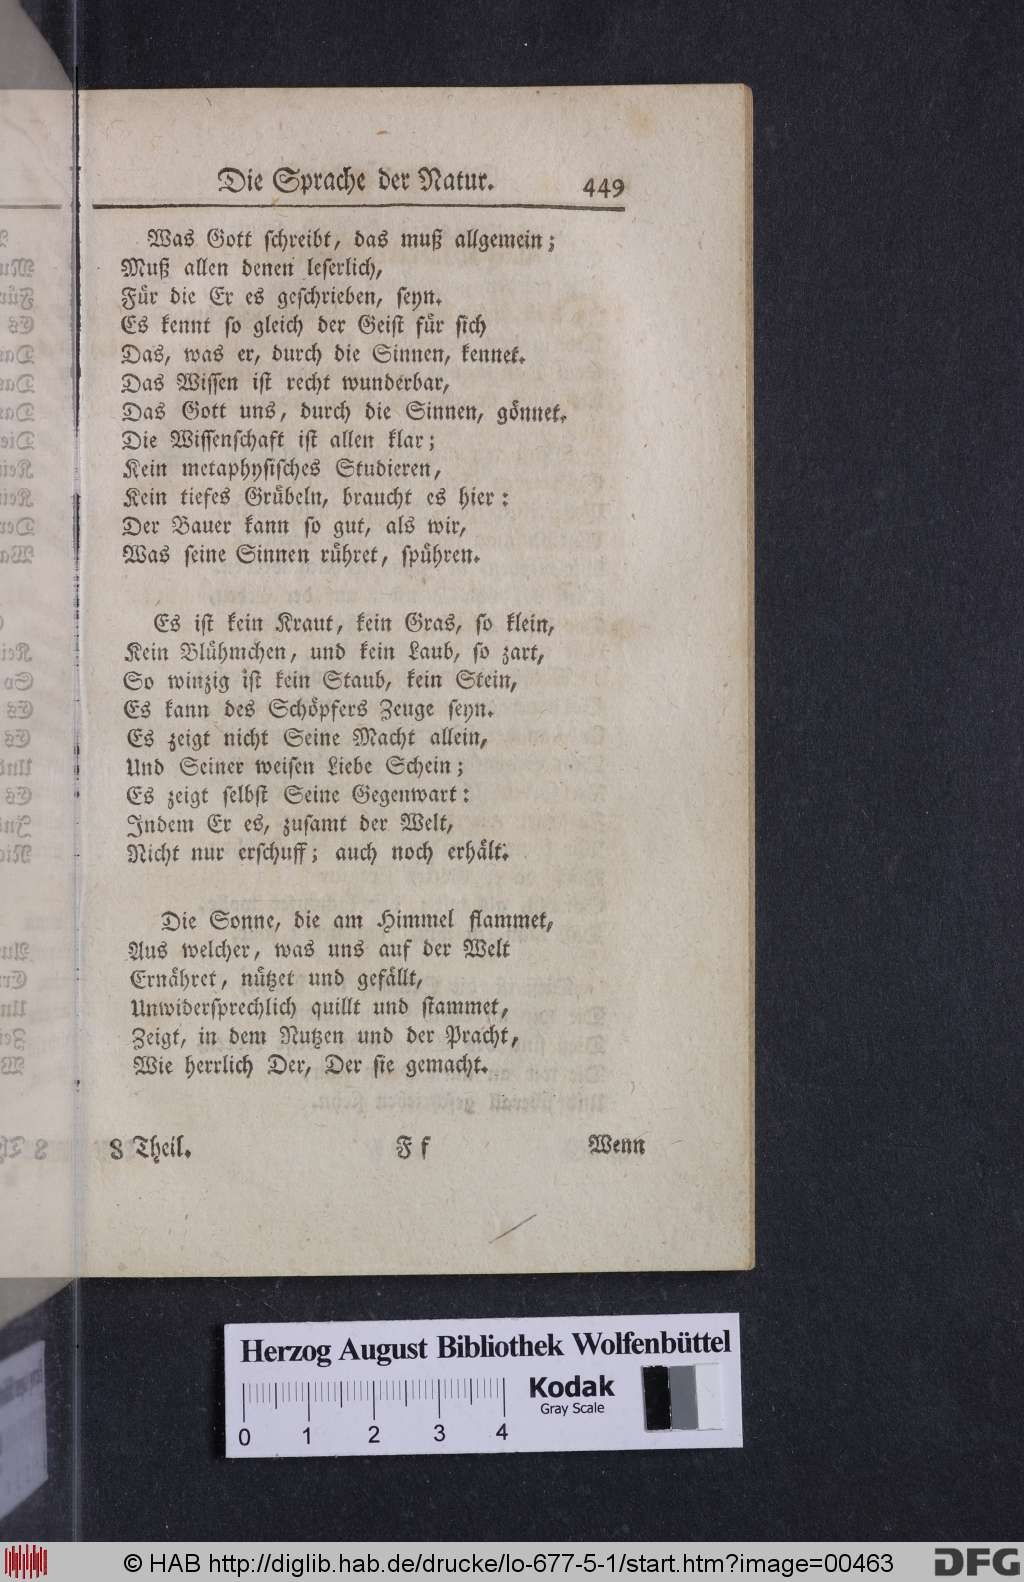 Die Sprache der Natur. 449
Was Gott schreibt, das muß allgemein;
Muß allen denen leserlich,
Für die Er es geschrieben, seyn.
Es kennt so gleich der Geist für sich
Das, was er, durch die Sinnen, kennet.
Das Wissen ist recht wunderbar,
Das Gott uns, durch die Sinnen, gönnet.
Die Wissenschaft ist allen klar;
Kein metaphysisches Studieren,
Kein tiefes Grübeln, braucht es hier:
Der Bauer kann so gut, als wir,
Was seine Sinnen rühret, spühren.
Es ist kein Kraut, kein Gras, so klein,
Kein Blühmchen, und kein Laub, so zart,
So winzig ist kein Staub, kein Stein,
Es kann des Schöpfers Zeuge seyn.
Es zeigt nicht Seine Macht allein,
Und Seiner weisen Liebe Schein;
Es zeigt selbst Seine Gegenwart:
Indem Er es, zusamt der Welt,
Nicht nur erschuff; auch noch erhält.
Die Sonne, die am Himmel flammet,
Aus welcher, was uns auf der Welt
Ernähret, nützet und gefällt,
Unwidersprechlich quillt und stammet,
Zeigt, in dem Nutzen und der Pracht,
Wie herrlich Der, Der sie gemacht.
8 Theil. F f Wenn
Herzog August Bibliothek Wolfenbüttel
Kodak
Gray Scale
0 1 2 3 4
© HAB http://diglib.hab.de/drucke/lo-677-5-1/start.htm?image=00463
DFG